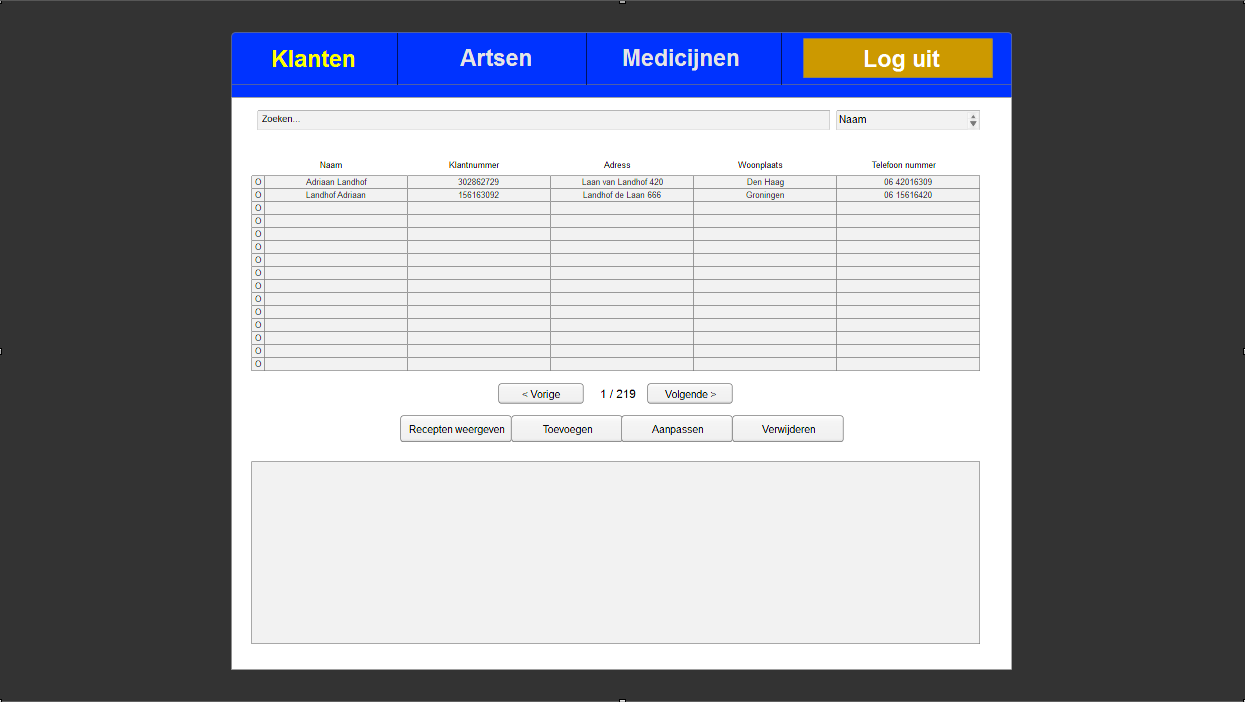 Klanten Artsen Medicijnen Log uit
Zoeken... Naam
Naam Klantnummer Adress Woonplaats Telefoon nummer
O Adriaan Landhof 302862729 Laan van Landhof 420 Den Haag 06 42016309
O Landhof Adriaan 156163092 Landhof de Laan 666 Groningen 06 15616420
O
O
O
O
O
O
O
O
O
O
O
O
O
< Vorige 1 / 219 Volgende >
Recepten weergeven Toevoegen Aanpassen Verwijderen